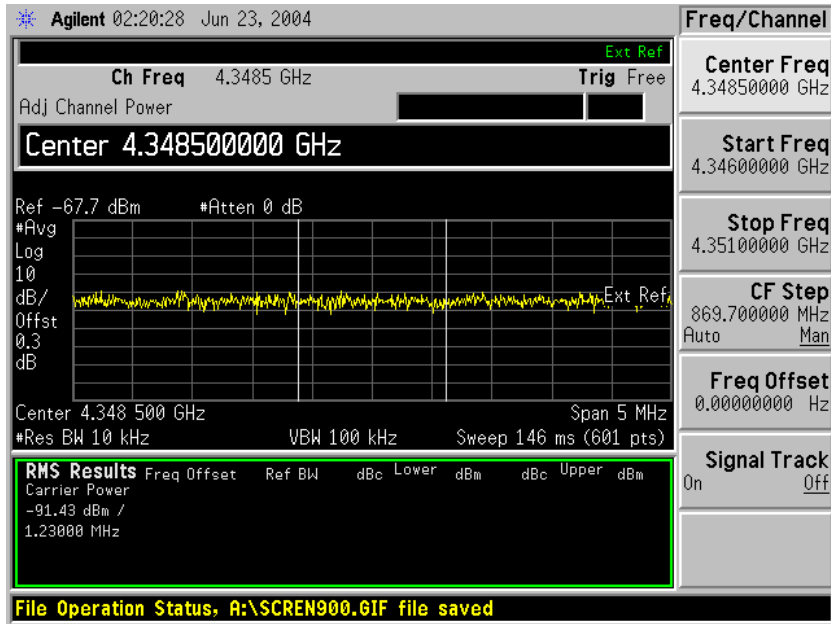 Agilent 02:20:28 Jun 23, 2004
Ext Ref
Ch Freq 4.3485 GHz Trig Free
Adj Channel Power
Center 4.348500000 GHz
Ref -67.7 dBm #Atten 0 dB
#Avg
Log
10
dB/
Offst
0.3
dB
Ext Ref
Center 4.348 500 GHz Span 5 MHz
#Res BW 10 kHz VBW 100 kHz Sweep 146 ms (601 pts)
RMS Results Freq Offset Ref BW dBc Lower dBm dBc Upper dBm
Carrier Power
-91.43 dBm /
1.23000 MHz
File Operation Status, A:\SCREN900.GIF file saved
Freq/Channel
Center Freq
4.34850000 GHz
Start Freq
4.34600000 GHz
Stop Freq
4.35100000 GHz
CF Step
869.700000 MHz
Auto Man
Freq Offset
0.00000000 Hz
Signal Track
On Off